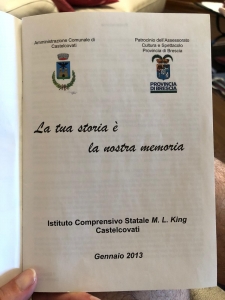 Amministrazione Comunale di
Castelcovati
Patrocinio dell'Assessorato
Cultura e Spettacolo
Provincia di Brescia
PROVINCIA
DI BRESCIA
La tua storia è
la nostra memoria
Istituto Comprensivo Statale M. L. King
Castelcovati
Gennaio 2013